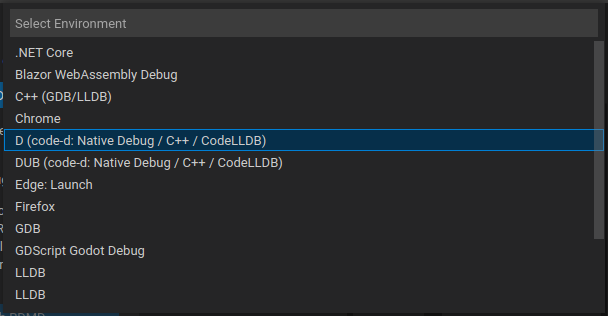 Select Environment
.NET Core
Blazor WebAssembly Debug
C++ (GDB/LLDB)
Chrome
D (code-d: Native Debug / C++ / CodeLLDB)
DUB (code-d: Native Debug / C++ / CodeLLDB)
Edge: Launch
Firefox
GDB
GDScript Godot Debug
LLDB
LLDB